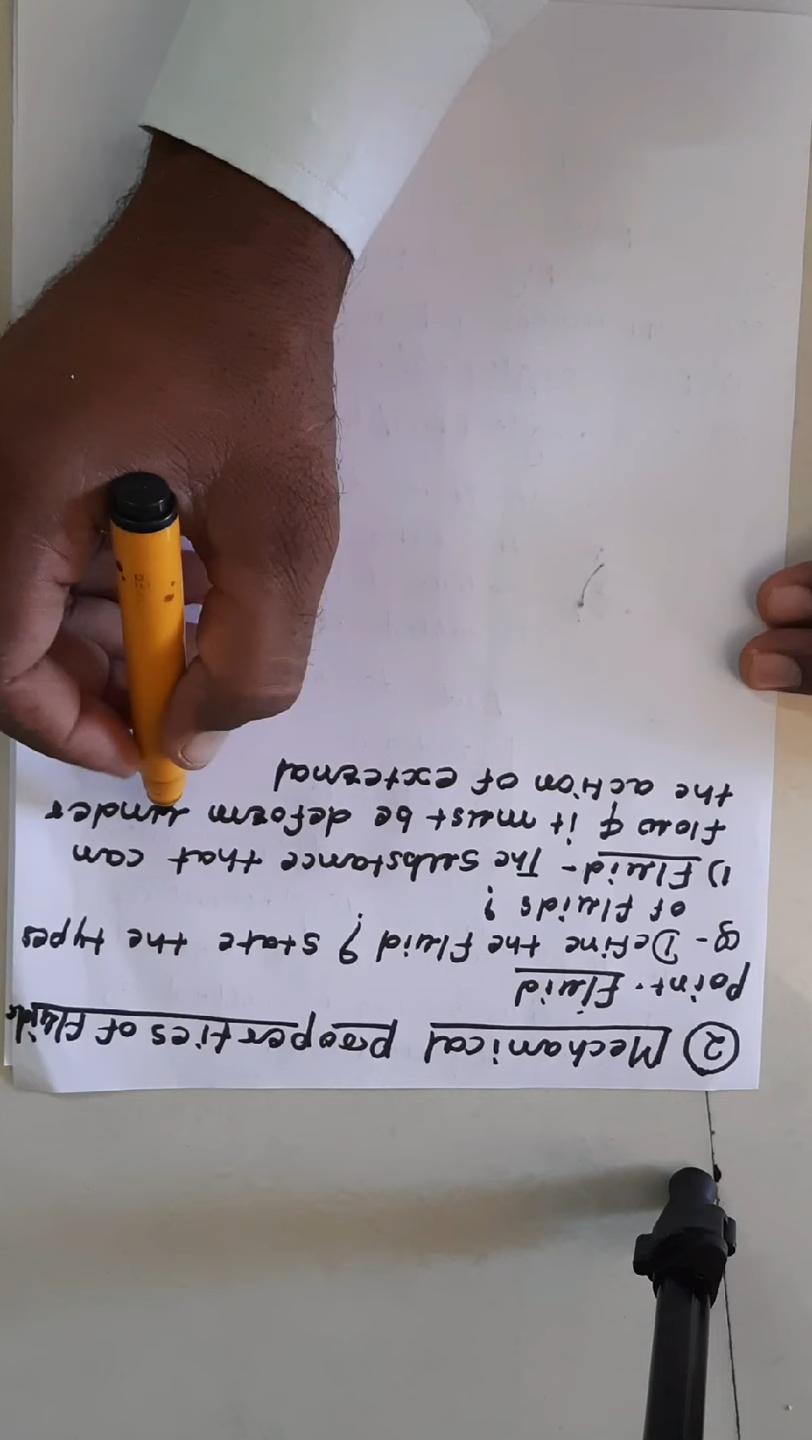 ② Mechanical properties of Fluids
point. Fluid
Q- Define the Fluid? State the types
of fluids?
1) Fluid - The substance that can
flow & it must be deform under
the action of external